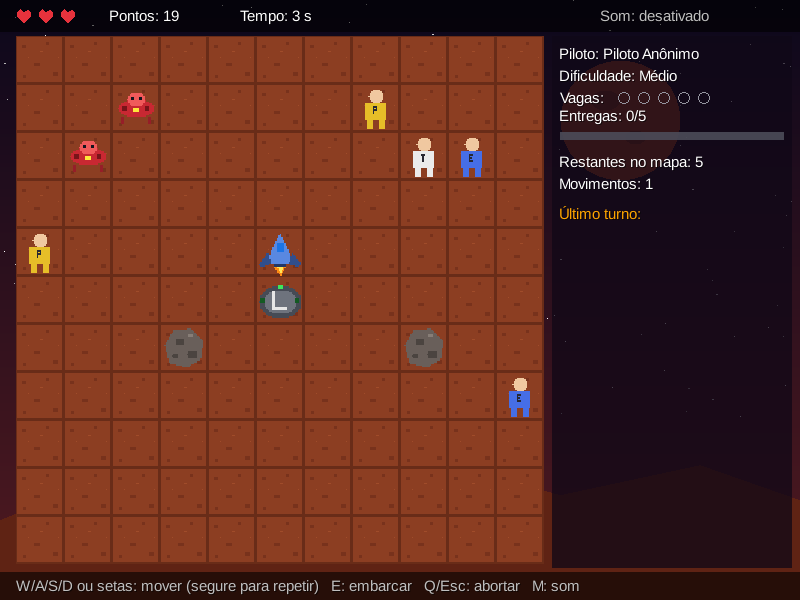 Pontos: 19 Tempo: 3 s Som: desativado
Piloto: Piloto Anônimo
Dificuldade: Médio
Vagas:
Entregas: 0/5
Restantes no mapa: 5
Movimentos: 1
Último turno:
P
T E
P
L
E
W/A/S/D ou setas: mover (segure para repetir) E: embarcar Q/Esc: abortar M: som